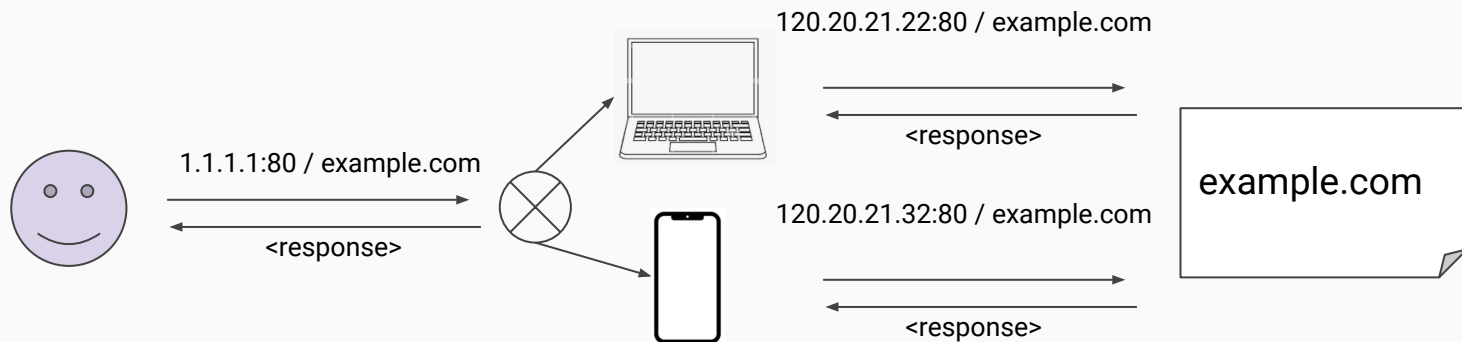 120.20.21.22:80 / example.com
<response>
1.1.1.1:80 / example.com
<response>
120.20.21.32:80 / example.com
<response>
example.com